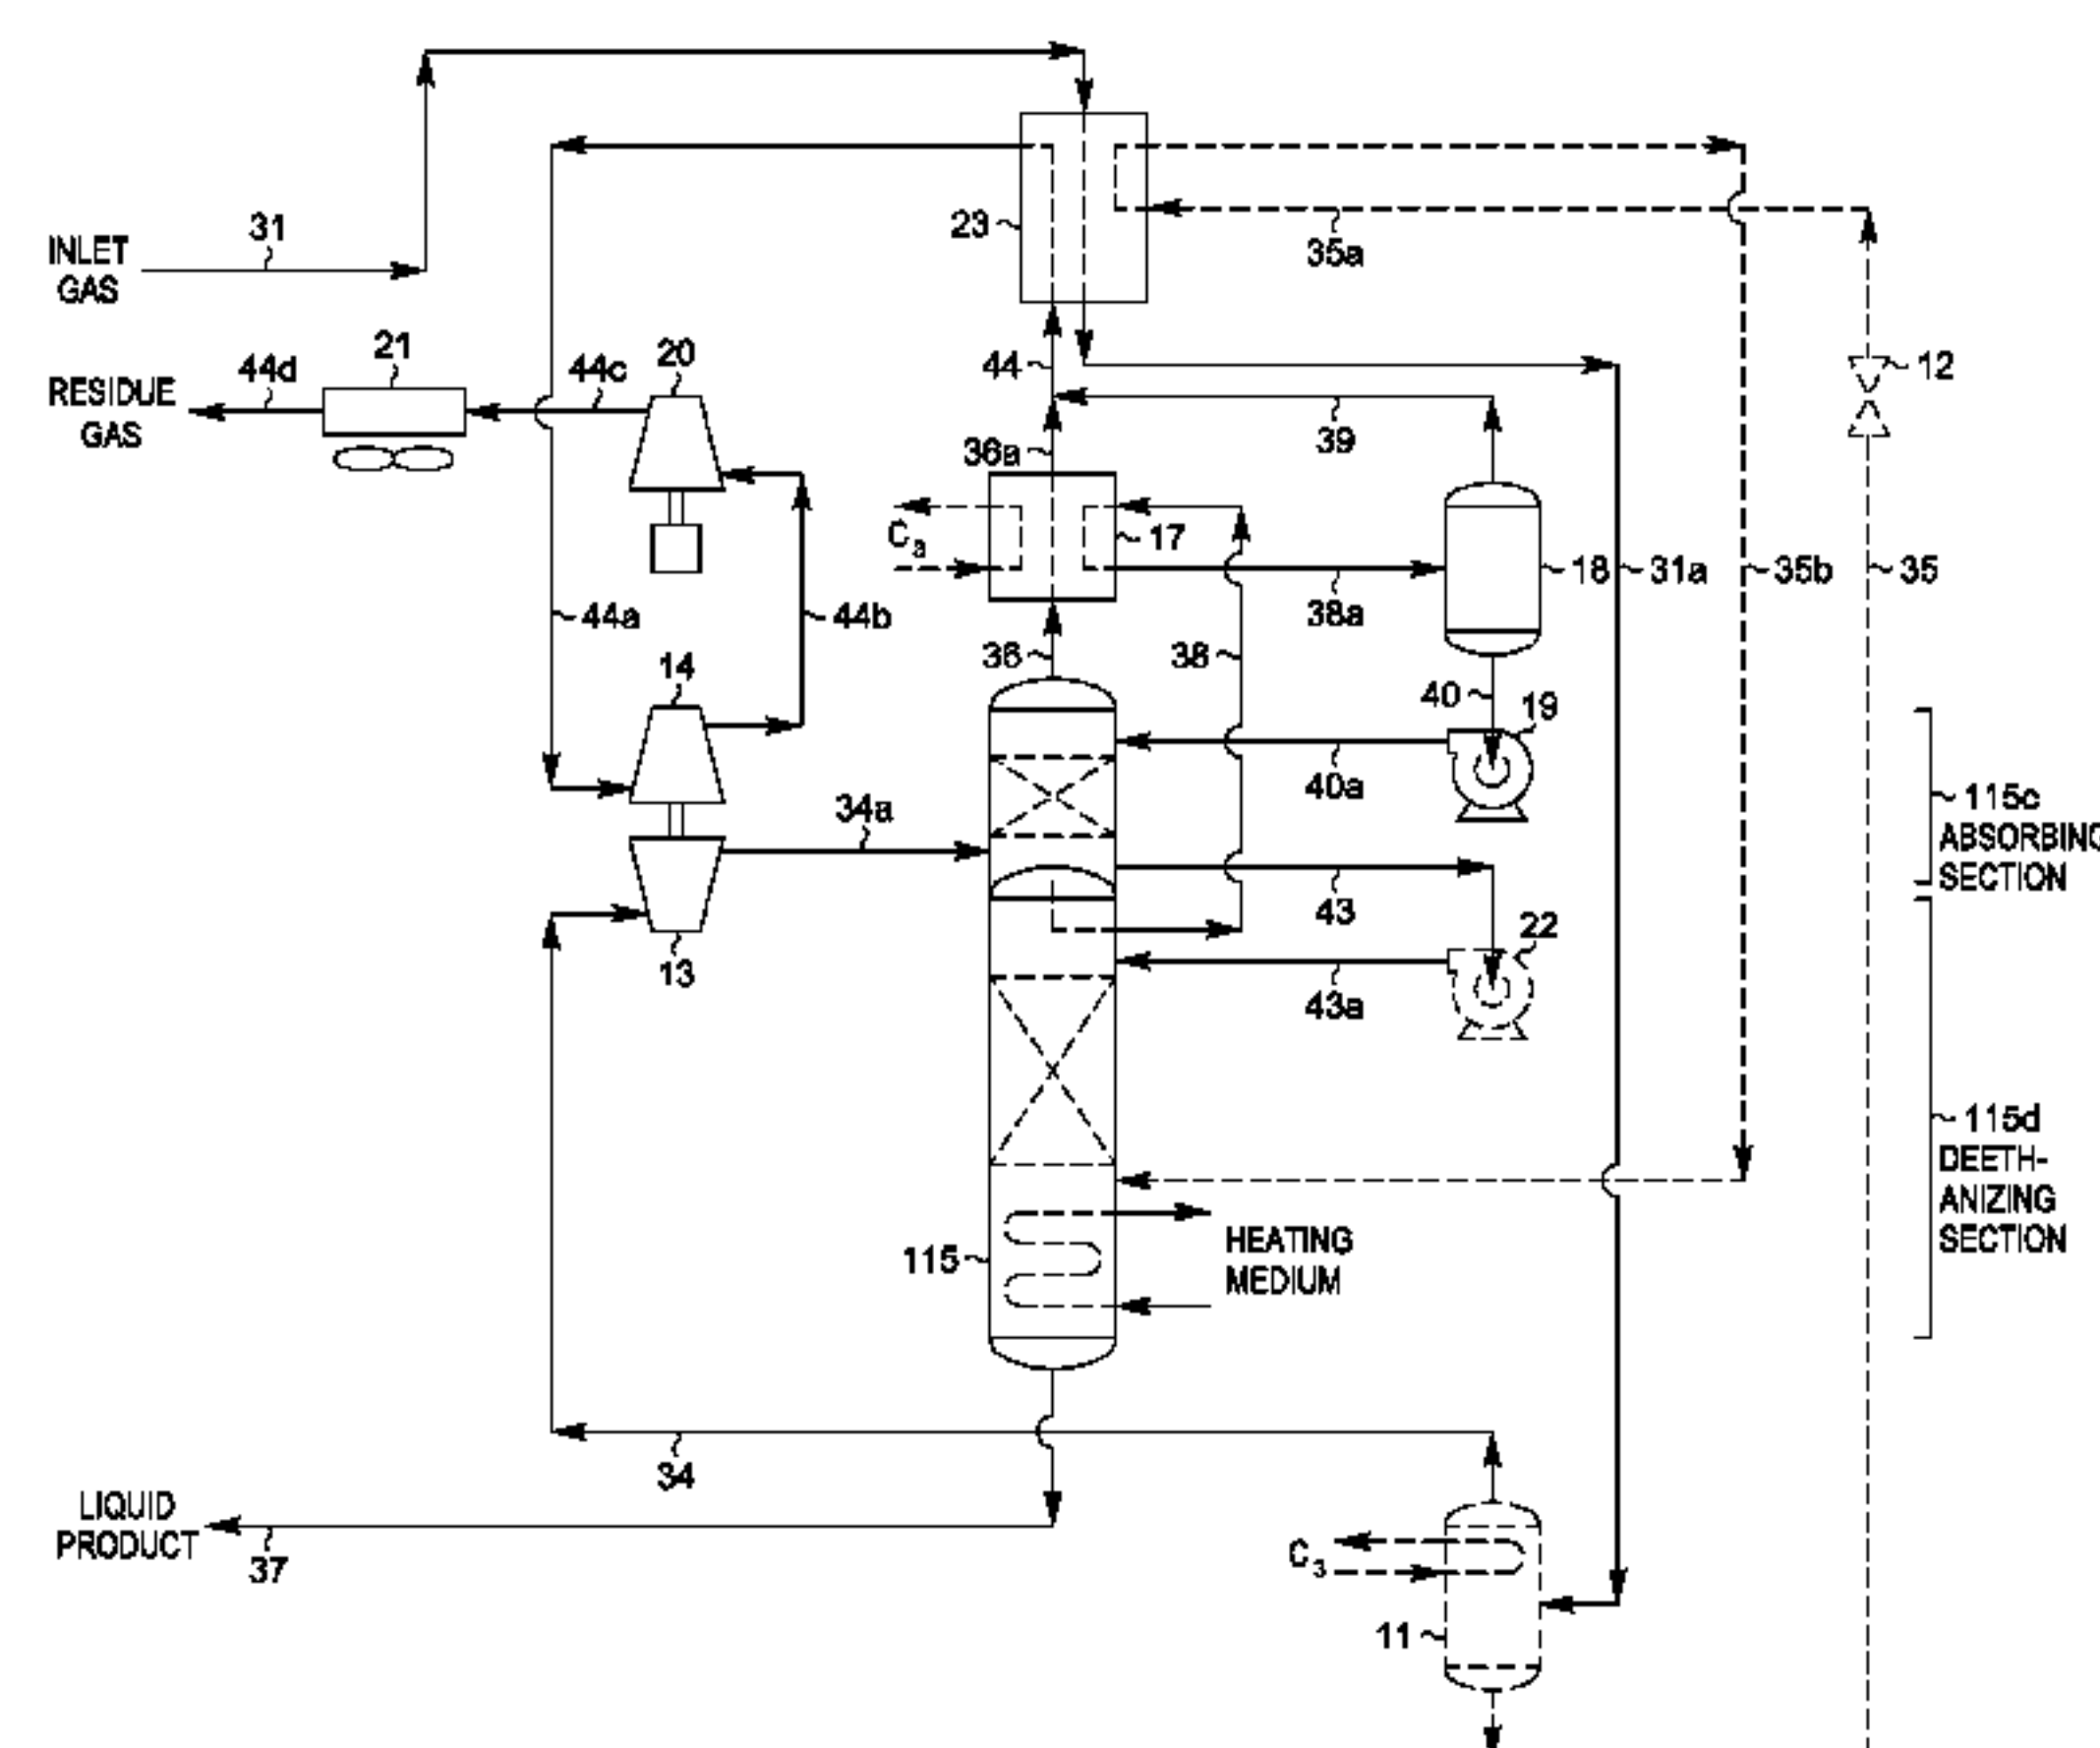 31
INLET
GAS
23
35a
21
20
44d
44c
RESIDUE
GAS
44
12
39
36a
C3
17
18
31a
35b
35
44a
44b
38a
36
38
14
40
19
34a
40a
115c
ABSORBING
SECTION
43
22
13
43a
115d
DEETH-
ANIZING
SECTION
HEATING
MEDIUM
115
34
LIQUID
PRODUCT
37
C3
11